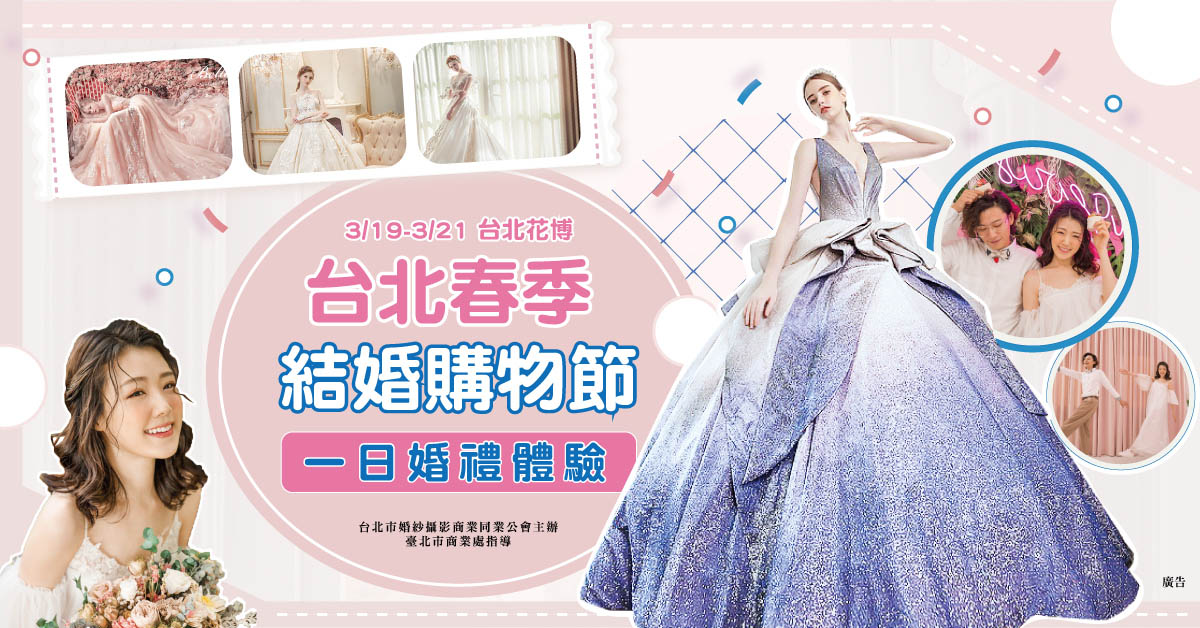 3/19-3/21 台北花博
台北春季
結婚購物節
一日婚禮體驗
台北市婚紗攝影商業同業公會主辦
臺北市商業處指導
廣告